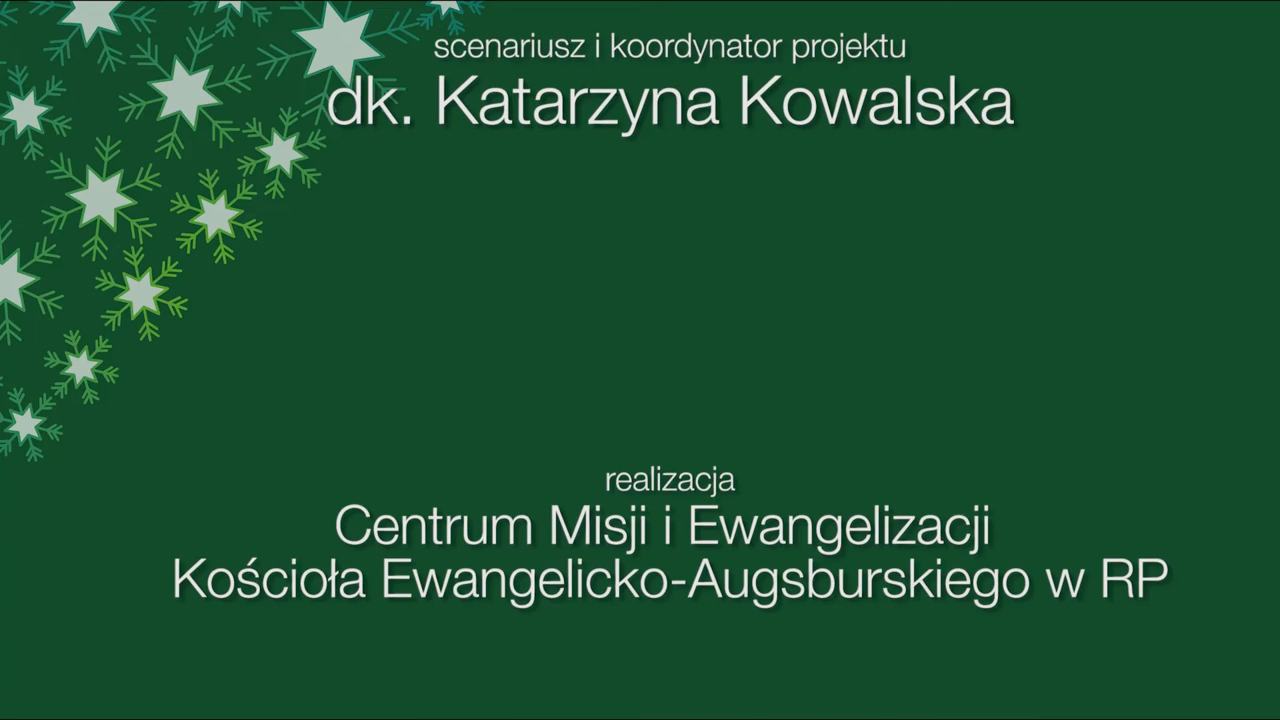 scenariusz i koordynator projektu
dk. Katarzyna Kowalska
realizacja
Centrum Misji i Ewangelizacji
Kościoła Ewangelicko-Augsburskiego w RP